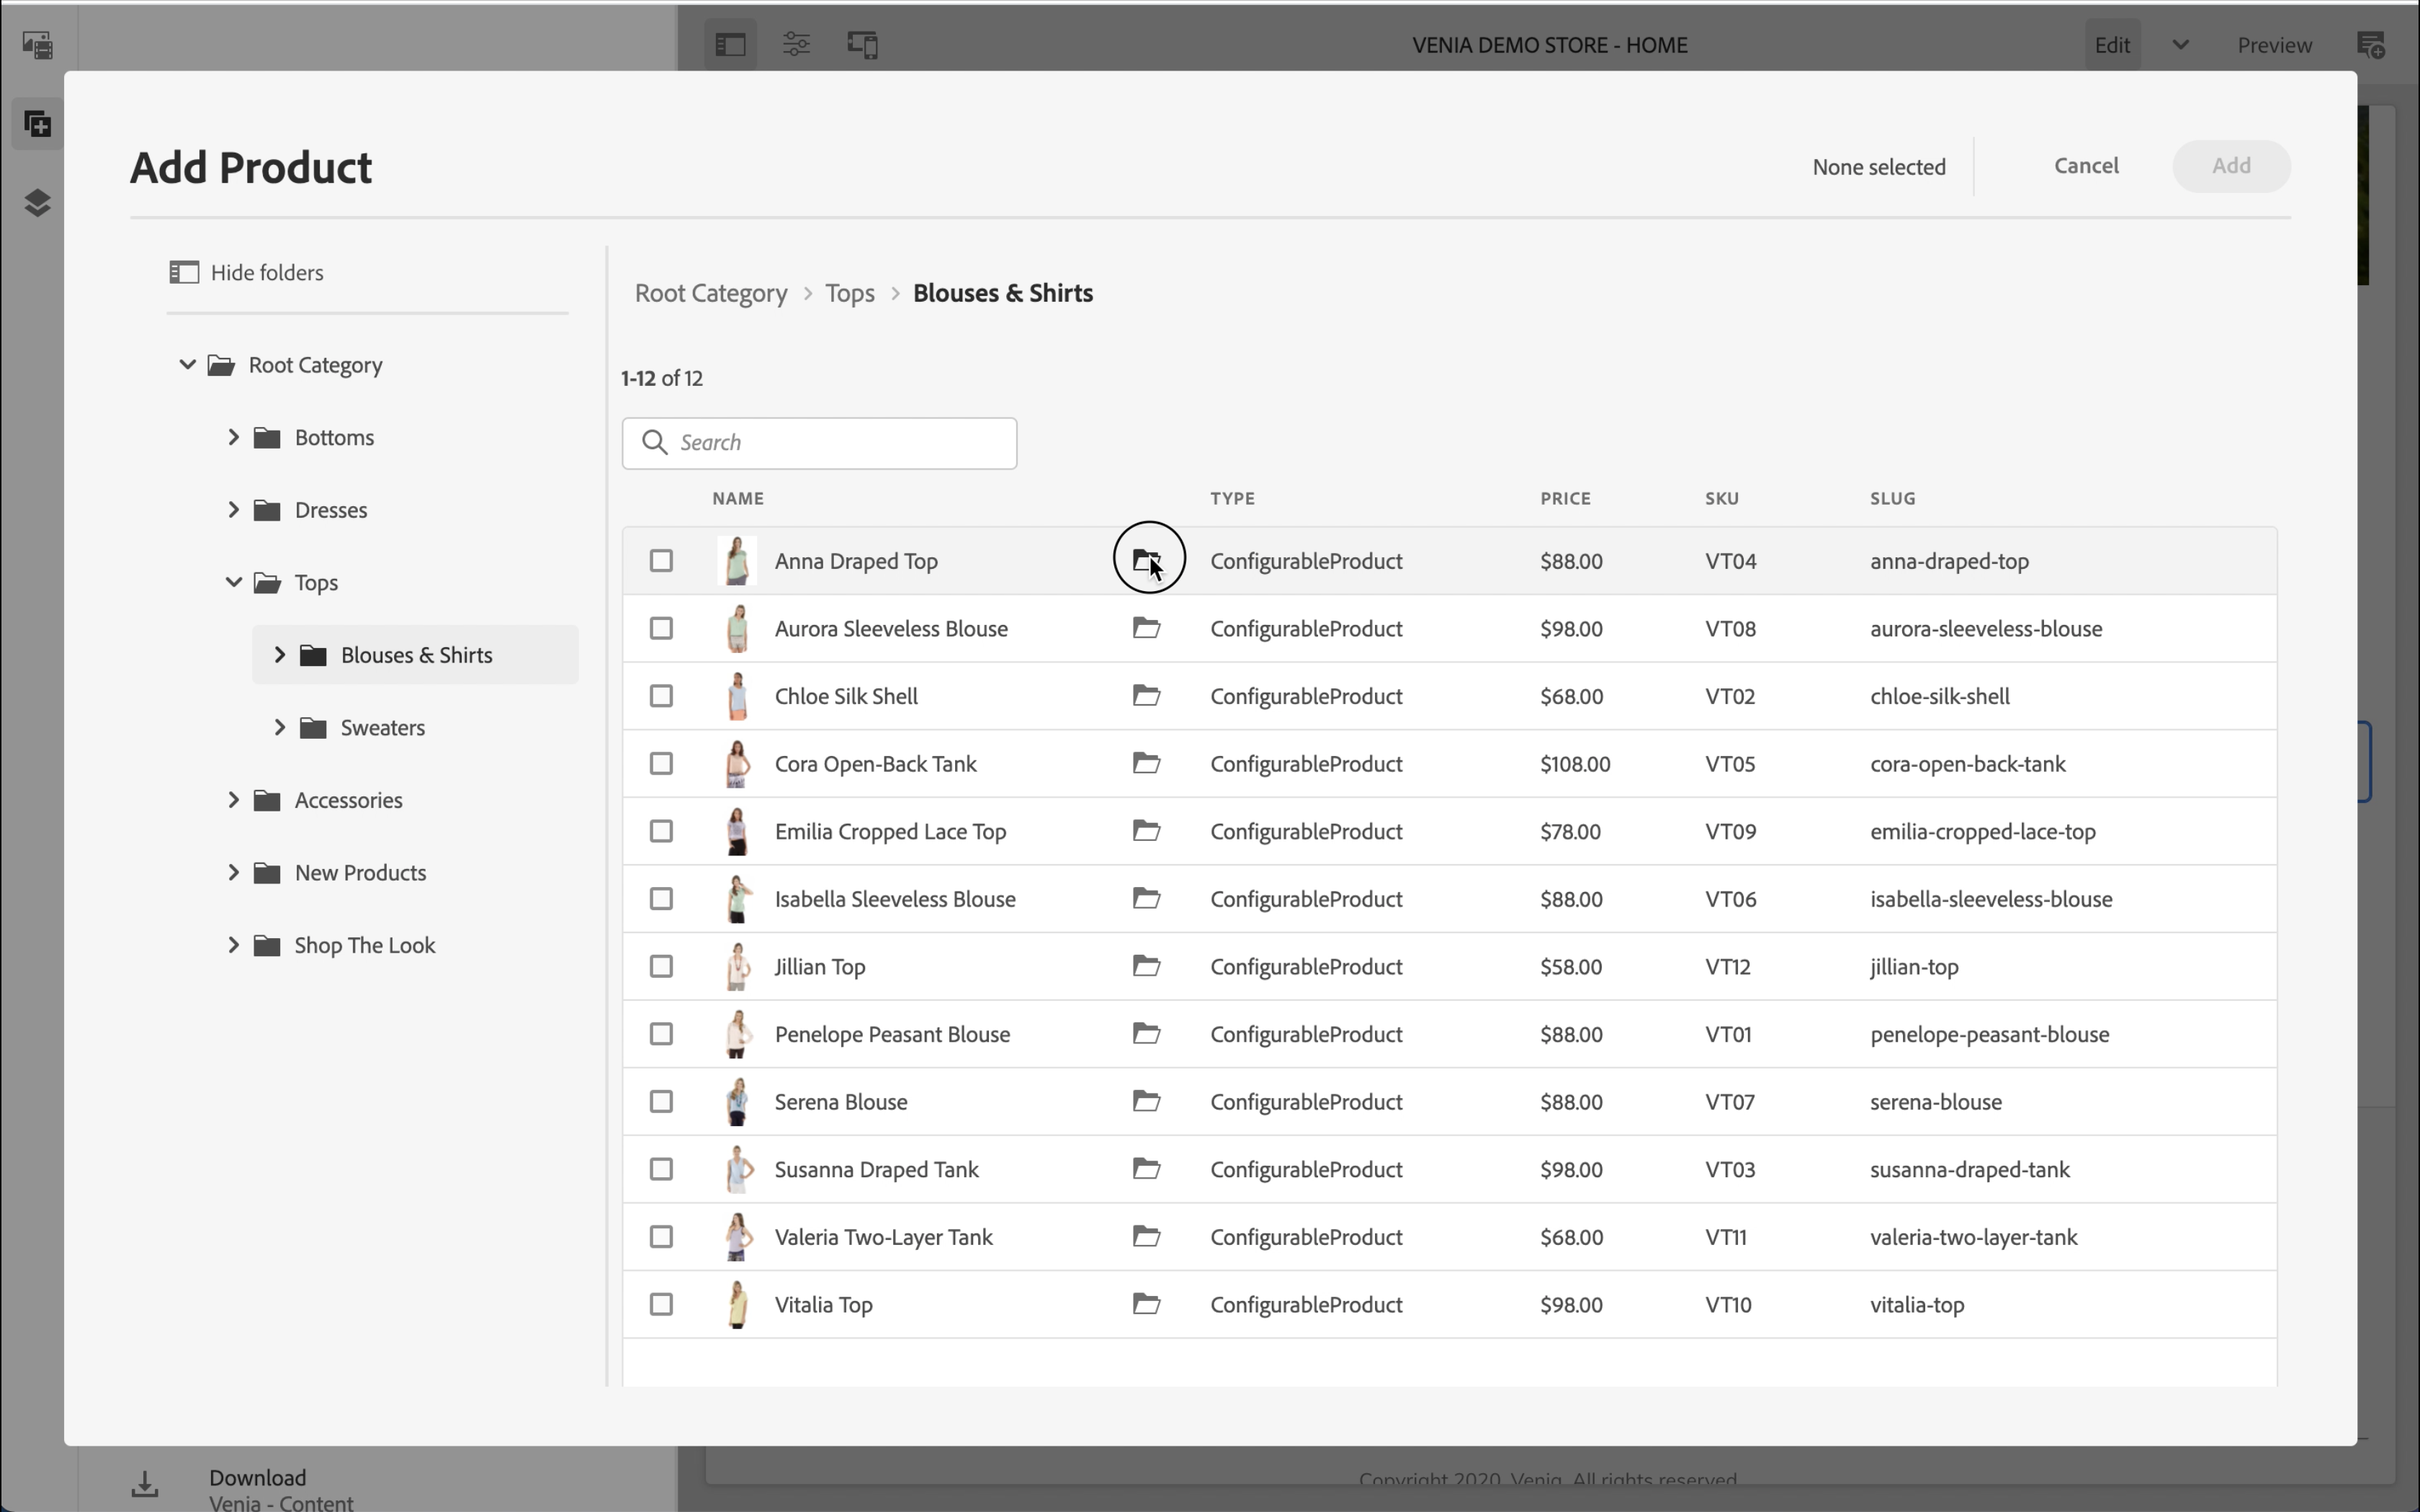 VENIA DEMO STORE - HOME
Edit
Preview
Add Product
None selected
Cancel
Add
Hide folders
Root Category
Bottoms
Dresses
Tops
Blouses & Shirts
Sweaters
Accessories
New Products
Shop The Look
Root Category > Tops > Blouses & Shirts
1-12 of 12
Search
NAME TYPE PRICE SKU SLUG
Anna Draped Top ConfigurableProduct $88.00 VT04 anna-draped-top
Aurora Sleeveless Blouse ConfigurableProduct $98.00 VT08 aurora-sleeveless-blouse
Chloe Silk Shell ConfigurableProduct $68.00 VT02 chloe-silk-shell
Cora Open-Back Tank ConfigurableProduct $108.00 VT05 cora-open-back-tank
Emilia Cropped Lace Top ConfigurableProduct $78.00 VT09 emilia-cropped-lace-top
Isabella Sleeveless Blouse ConfigurableProduct $88.00 VT06 isabella-sleeveless-blouse
Jillian Top ConfigurableProduct $58.00 VT12 jillian-top
Penelope Peasant Blouse ConfigurableProduct $88.00 VT01 penelope-peasant-blouse
Serena Blouse ConfigurableProduct $88.00 VT07 serena-blouse
Susanna Draped Tank ConfigurableProduct $98.00 VT03 susanna-draped-tank
Valeria Two-Layer Tank ConfigurableProduct $68.00 VT11 valeria-two-layer-tank
Vitalia Top ConfigurableProduct $98.00 VT10 vitalia-top
Download
Venia - Content
Copyright 2020, Venia. All rights reserved